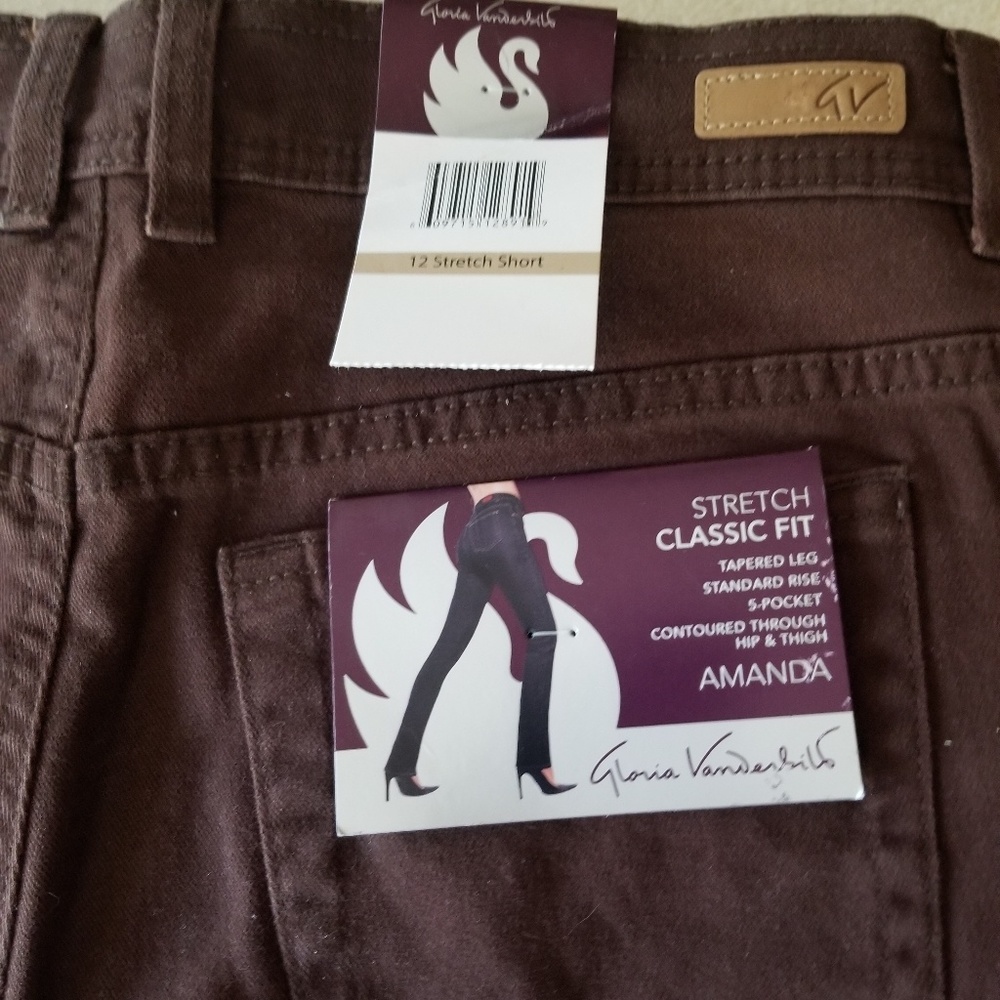 Gloria Vanderbilt
GV
12 Stretch Short
STRETCH
CLASSIC FIT
TAPERED LEG
STANDARD RISE
5-POCKET
CONTOURED THROUGH
HIP & THIGH
AMANDA
Gloria Vanderbilt